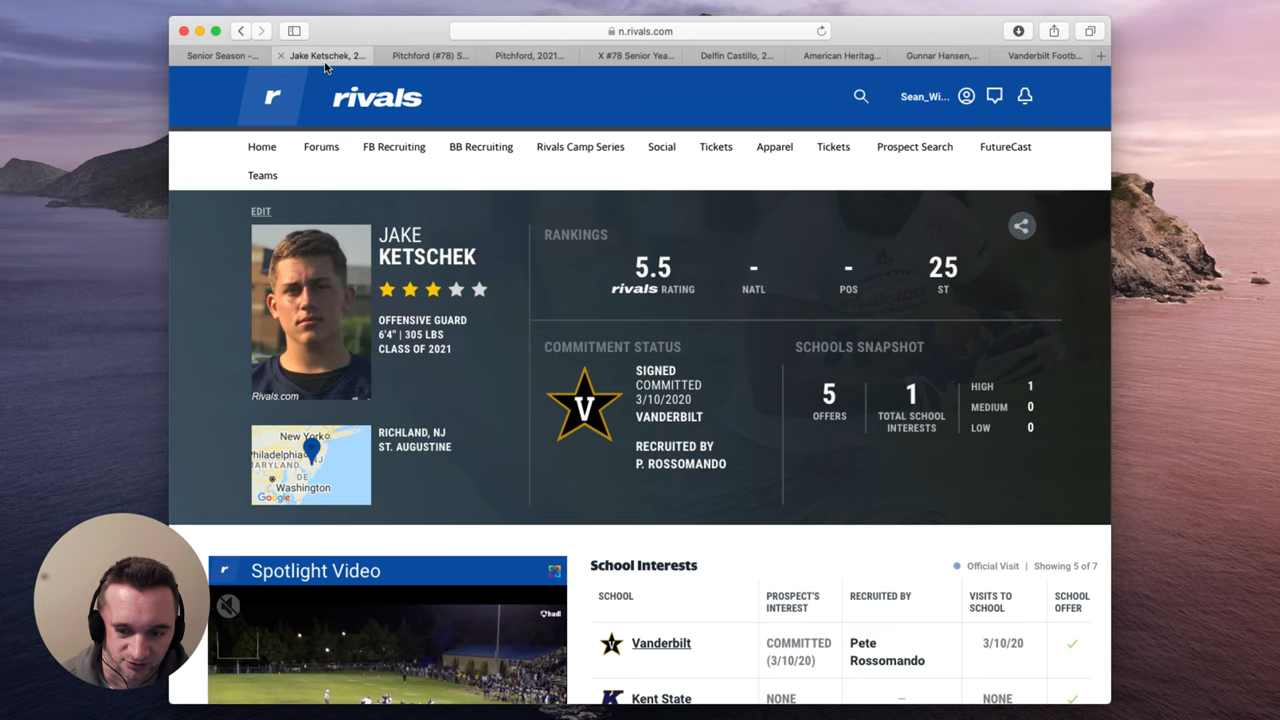 n.rivals.com
Senior Season -...
Jake Ketschek, 2...
Pitchford (#78) S...
Pitchford, 2021...
X #78 Senior Yea...
Delfin Castillo, 2...
American Heritag...
Gunnar Hansen,...
Vanderbilt Footb...
r rivals
Sean_Wi...
Home Forums FB Recruiting BB Recruiting Rivals Camp Series Social Tickets Apparel Tickets Prospect Search FutureCast
Teams
EDIT
JAKE
KETSCHEK
OFFENSIVE GUARD
6'4" | 305 LBS
CLASS OF 2021
Rivals.com
RICHLAND, NJ
ST. AUGUSTINE
New York
Philadelphia
MARYLAND
NJ
DE
Washington
Google
RANKINGS
5.5 - - 25
rivals RATING NATL POS ST
COMMITMENT STATUS
V
SIGNED
COMMITTED
3/10/2020
VANDERBILT
RECRUITED BY
P. ROSSOMANDO
SCHOOLS SNAPSHOT
5
OFFERS
1
TOTAL SCHOOL
INTERESTS
HIGH 1
MEDIUM 0
LOW 0
r Spotlight Video
hudl
School Interests
Official Visit | Showing 5 of 7
SCHOOL
PROSPECT'S
INTEREST
RECRUITED BY
VISITS TO
SCHOOL
SCHOOL
OFFER
Vanderbilt
COMMITTED
(3/10/20)
Pete
Rossomando
3/10/20
Kent State NONE – NONE